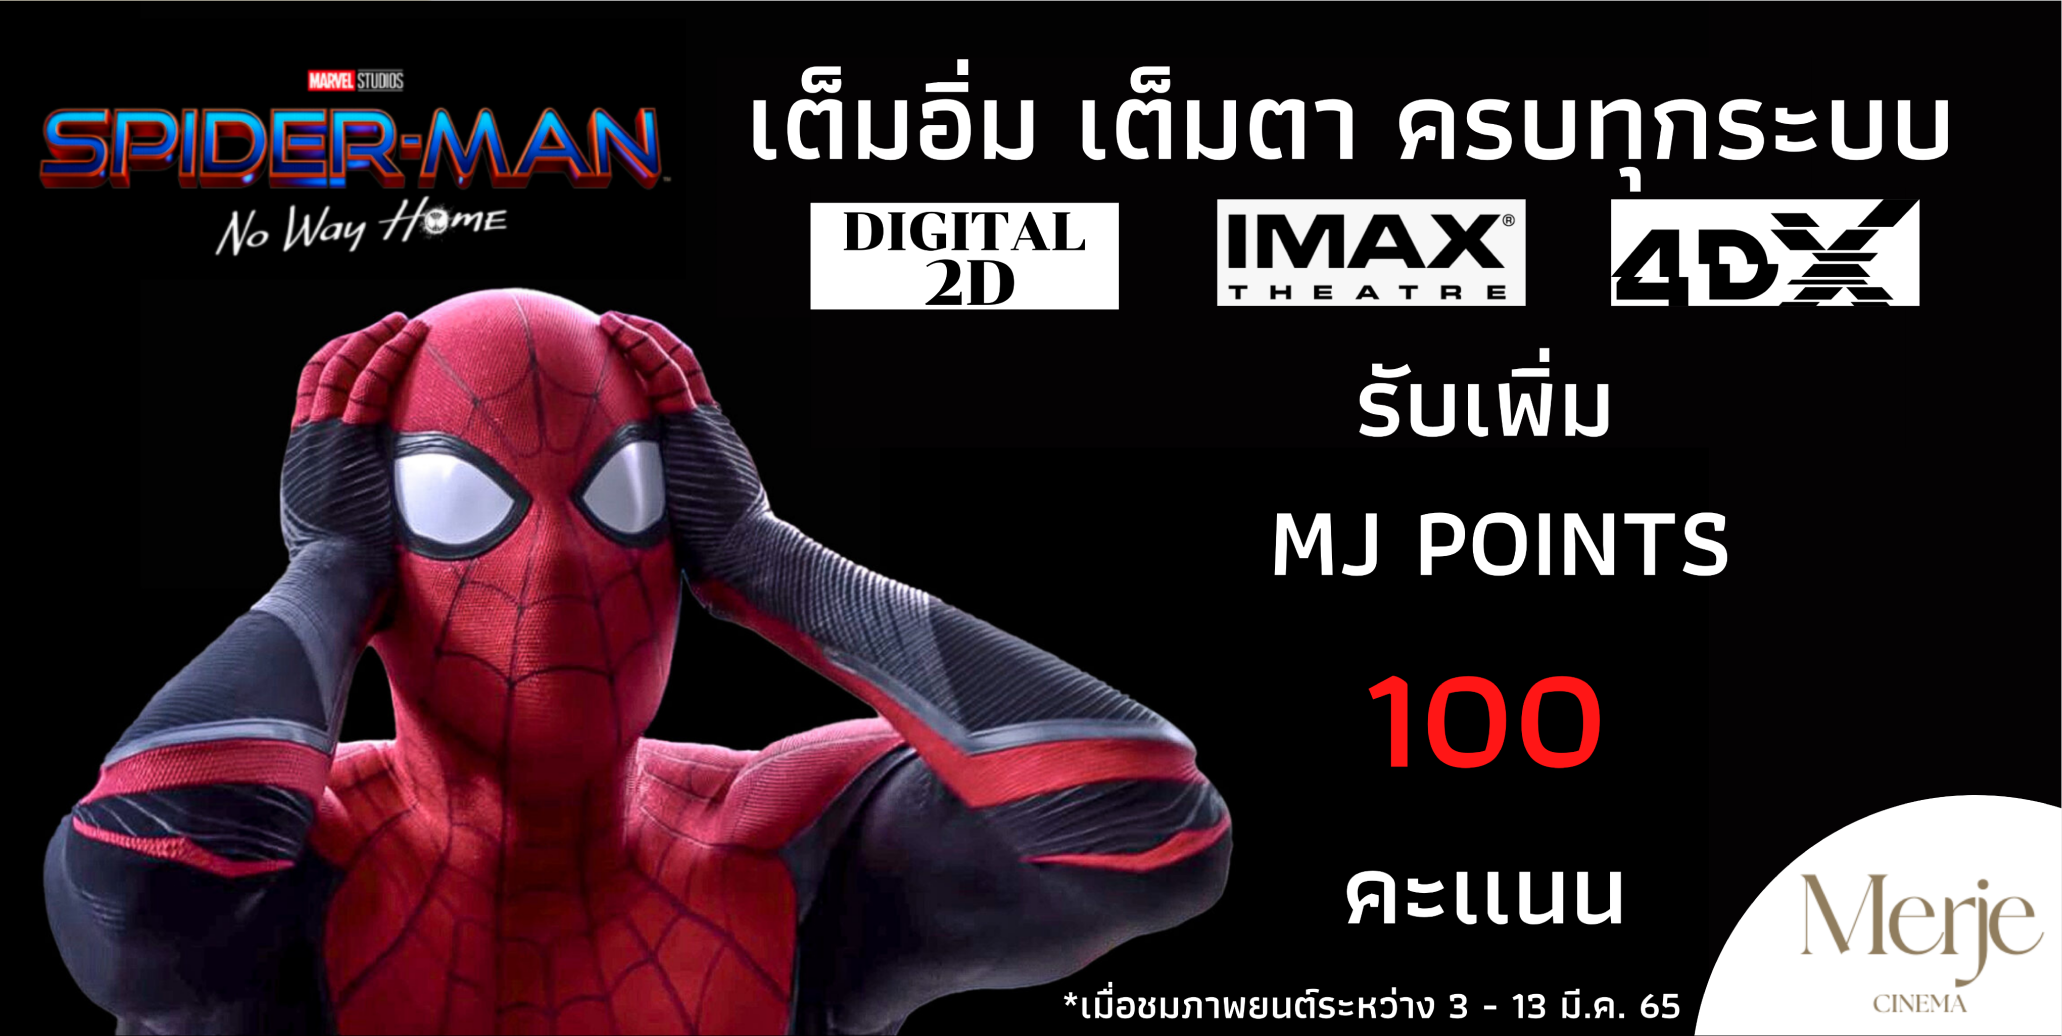 MARVEL STUDIOS
SPIDER-MAN
NO WAY HOME
เต็มอิ่ม เต็มตา ครบทุกระบบ
DIGITAL
2D
IMAX®
THEATRE
4DX
รับเพิ่ม
MJ POINTS
100
คะแนน
*เมื่อชมภาพยนต์ระหว่าง 3 - 13 มี.ค. 65
Merje
CINEMA